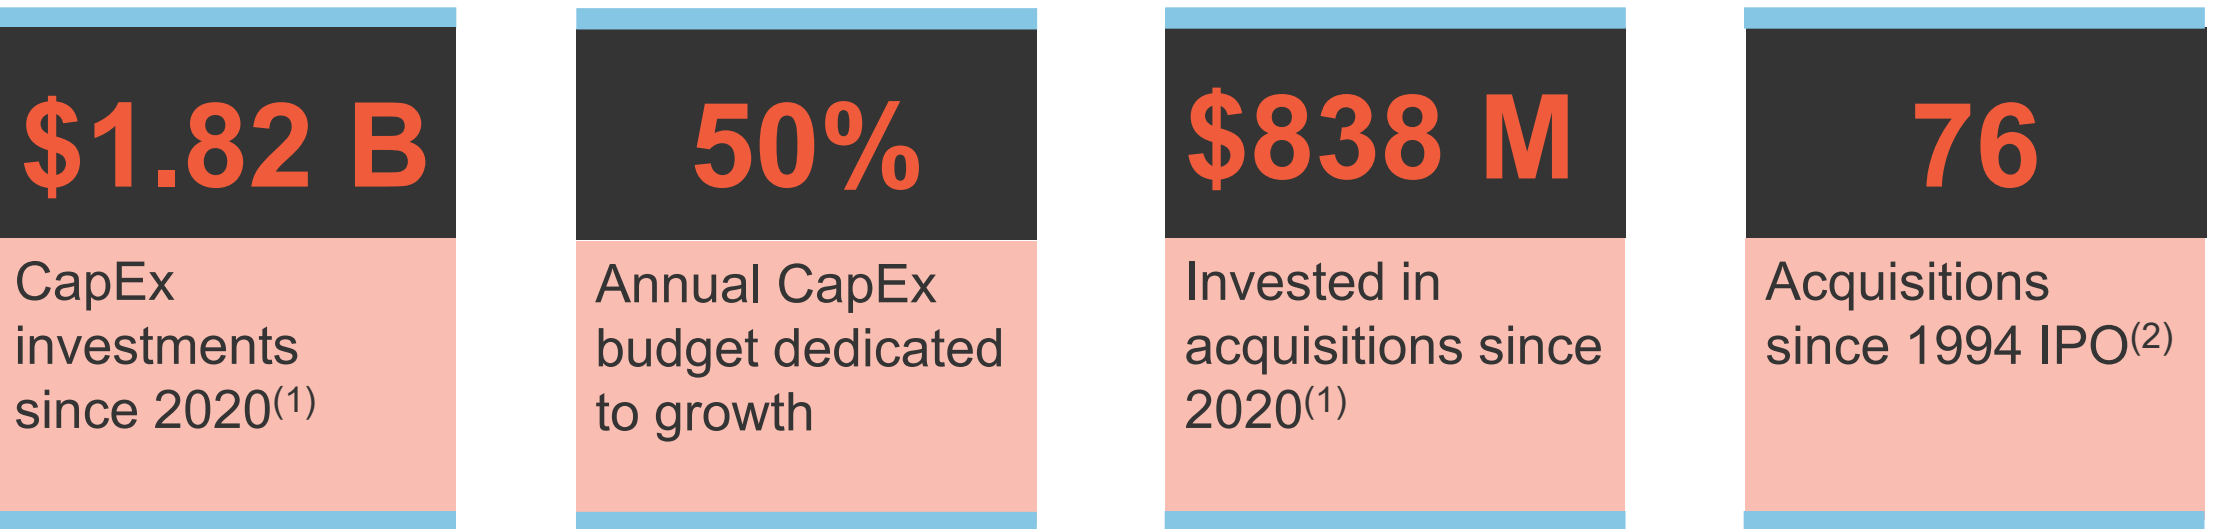 $1.82 B
CapEx
investments
since 2020(1)
50%
Annual CapEx
budget dedicated
to growth
$838 M
Invested in
acquisitions since
2020(1)
76
Acquisitions
since 1994 IPO(2)